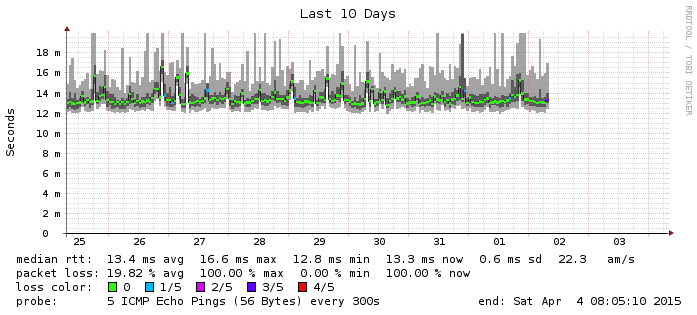 Last 10 Days
RRDTOOL / TOBI OETIKER
Seconds
18 m
16 m
14 m
12 m
10 m
8 m
6 m
4 m
2 m
0
25 26 27 28 29 30 31 01 02 03
median rtt: 13.4 ms avg 16.6 ms max 12.8 ms min 13.3 ms now 0.6 ms sd 22.3 am/s
packet loss: 19.82 % avg 100.00 % max 0.00 % min 100.00 % now
loss color: 0 1/5 2/5 3/5 4/5
probe: 5 ICMP Echo Pings (56 Bytes) every 300s end: Sat Apr 4 08:05:10 2015